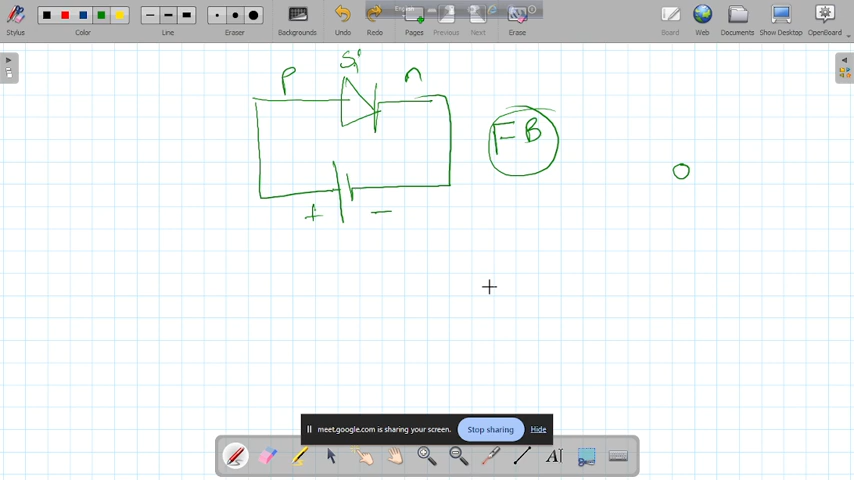 English
Stylus
Color
Line
Eraser
Backgrounds
Undo
Redo
Pages
Previous
Next
Erase
Board
Web
Documents
Show Desktop
OpenBoard
Si
P
n
FB
+ −
meet.google.com is sharing your screen.
Stop sharing
Hide